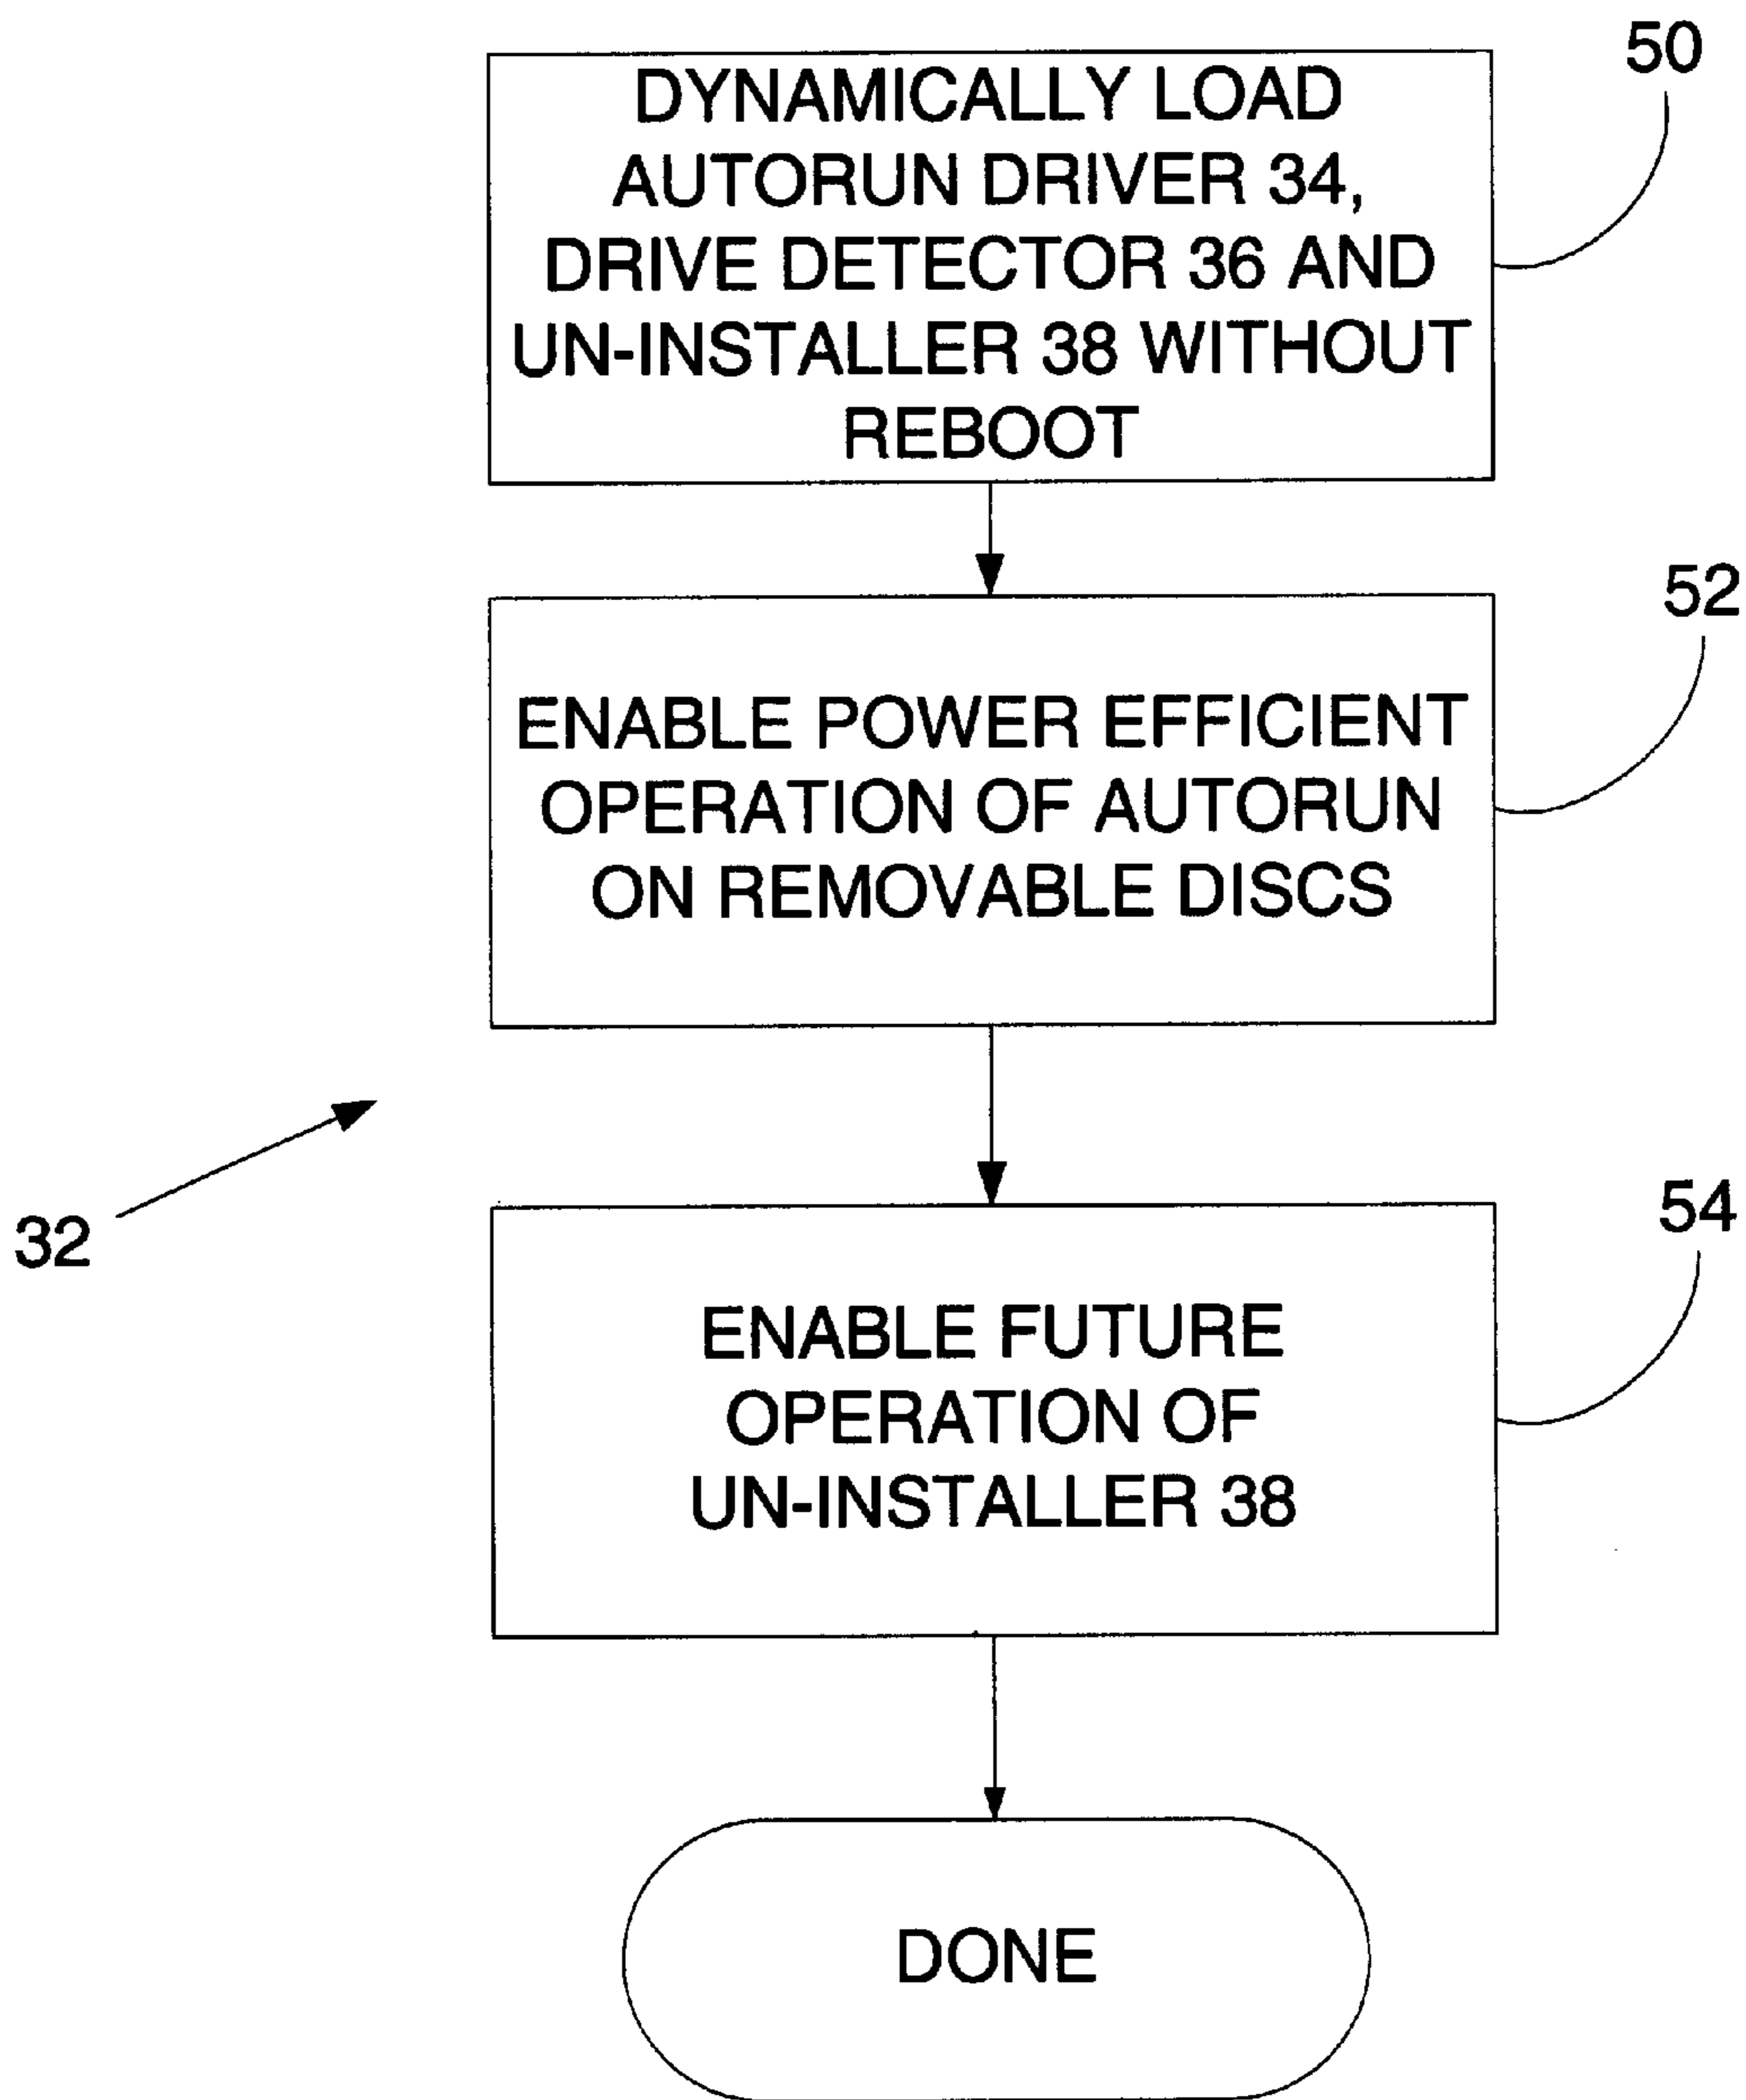 50
DYNAMICALLY LOAD
AUTORUN DRIVER 34,
DRIVE DETECTOR 36 AND
UN-INSTALLER 38 WITHOUT
REBOOT
52
ENABLE POWER EFFICIENT
OPERATION OF AUTORUN
ON REMOVABLE DISCS
32
54
ENABLE FUTURE
OPERATION OF
UN-INSTALLER 38
DONE